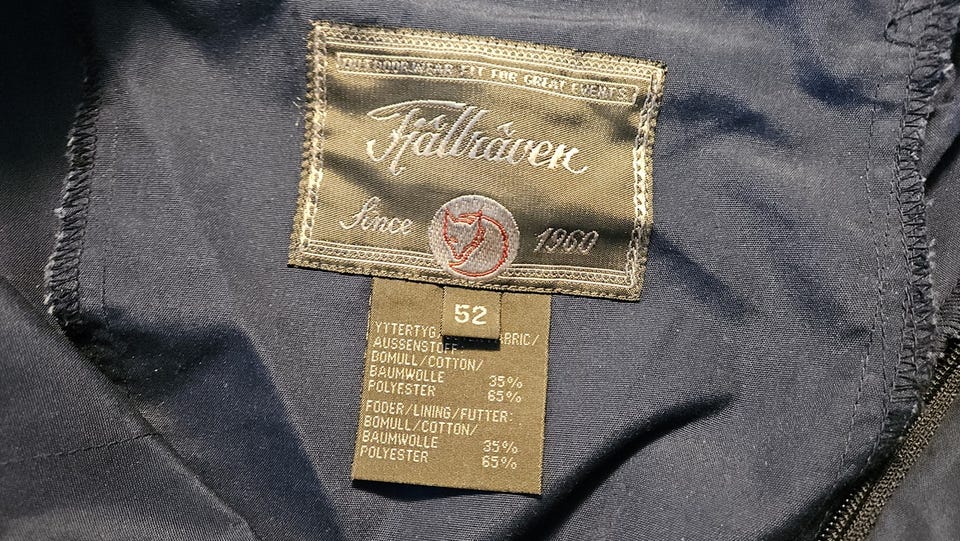 OUTDOOR WEAR FIT FOR GREAT EVENTS
Fjällräven
Since 1960
52
YTTERTYG/ BRIC/
AUSSENSTOFF:
BOMULL/COTTON/
BAUMWOLLE 35%
POLYESTER 65%
FODER/LINING/FUTTER:
BOMULL/COTTON/
BAUMWOLLE 35%
POLYESTER 65%